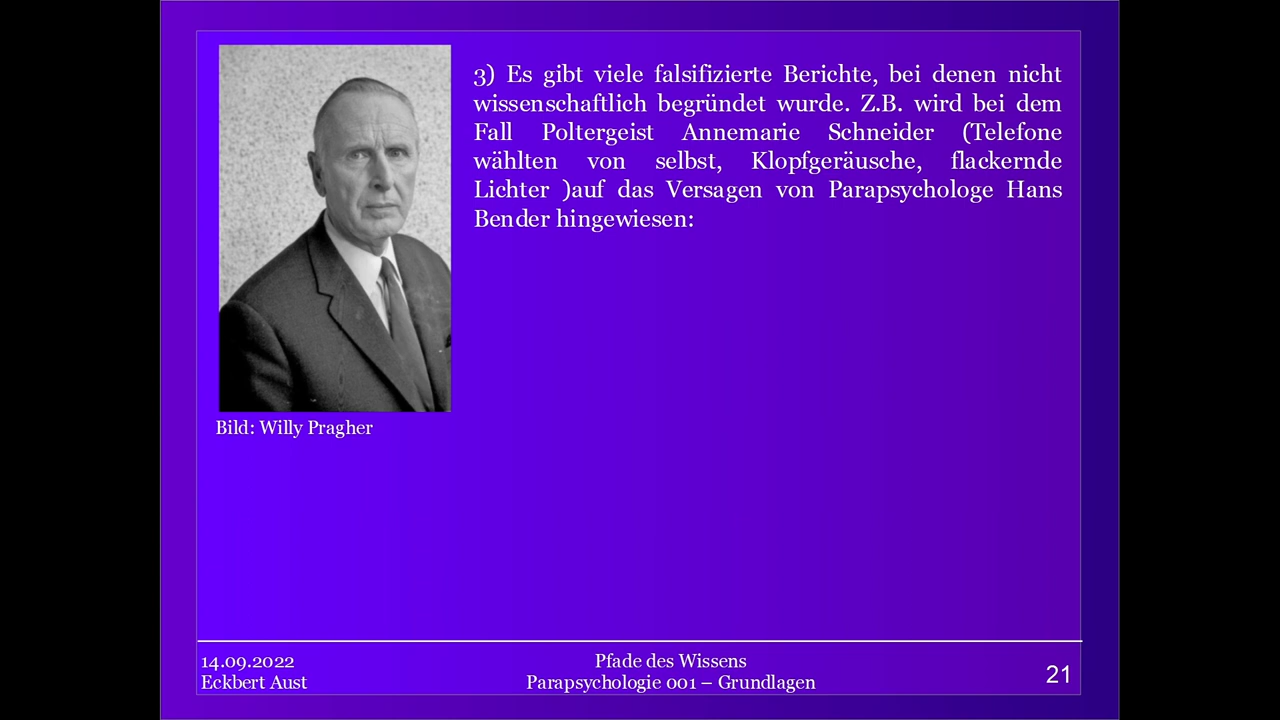 3) Es gibt viele falsifizierte Berichte, bei denen nicht
wissenschaftlich begründet wurde. Z.B. wird bei dem
Fall Poltergeist Annemarie Schneider (Telefone
wählten von selbst, Klopfgeräusche, flackernde
Lichter )auf das Versagen von Parapsychologe Hans
Bender hingewiesen:
Bild: Willy Pragher
14.09.2022
Eckbert Aust
Pfade des Wissens
Parapsychologie 001 – Grundlagen
21